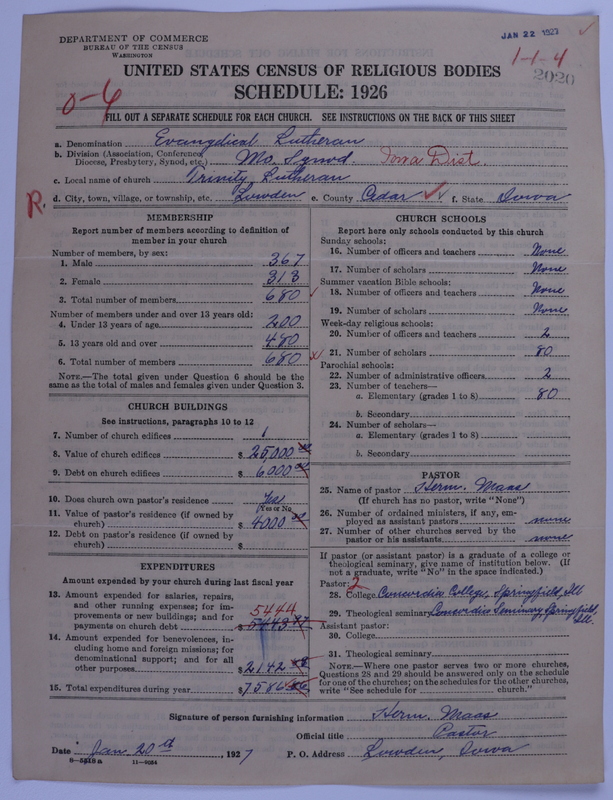 DEPARTMENT OF COMMERCE
BUREAU OF THE CENSUS
WASHINGTON
JAN 22 1927
1-1-4
2020
UNITED STATES CENSUS OF RELIGIOUS BODIES
SCHEDULE: 1926
FILL OUT A SEPARATE SCHEDULE FOR EACH CHURCH. SEE INSTRUCTIONS ON THE BACK OF THIS SHEET
a. Denomination Evangelical Lutheran
b. Division (Association, Conference, Diocese, Presbytery, Synod, etc.) Mo. Synod. Iowa Dist.
c. Local name of church Trinity Lutheran
R. d. City, town, village, or township, etc. Lowden e. County Cedar f. State Iowa
MEMBERSHIP
Report number of members according to definition of
member in your church
Number of members, by sex:
1. Male 367
2. Female 313
3. Total number of members 680
Number of members under and over 13 years old:
4. Under 13 years of age 200
5. 13 years old and over 480
6. Total number of members 680
NOTE.—The total given under Question 6 should be the
same as the total of males and females given under Question 3.
CHURCH BUILDINGS
See instructions, paragraphs 10 to 12
7. Number of church edifices 1
8. Value of church edifices $ 25,000
9. Debt on church edifices $ 6000
10. Does church own pastor's residence Yes
(Yes or No)
11. Value of pastor's residence (if owned by
church) $ 4000
12. Debt on pastor's residence (if owned by
church) $
EXPENDITURES
Amount expended by your church during last fiscal year
13. Amount expended for salaries, repairs,
and other running expenses; for im-
provements or new buildings; and for
payments on church debt 5444
$ 5443
14. Amount expended for benevolences, in-
cluding home and foreign missions; for
denominational support; and for all
other purposes $ 2142
15. Total expenditures during year $ 7586
CHURCH SCHOOLS
Report here only schools conducted by this church
Sunday schools:
16. Number of officers and teachers None
17. Number of scholars None
Summer vacation Bible schools:
18. Number of officers and teachers None
19. Number of scholars None
Week-day religious schools:
20. Number of officers and teachers 2
21. Number of scholars 80
Parochial schools:
22. Number of administrative officers 2
23. Number of teachers—
a. Elementary (grades 1 to 8) 80
b. Secondary
24. Number of scholars—
a. Elementary (grades 1 to 8)
b. Secondary
PASTOR
25. Name of pastor Herm. Maas
(If church has no pastor, write "None")
26. Number of ordained ministers, if any, em-
ployed as assistant pastors none
27. Number of other churches served by the
pastor or his assistants none
If pastor (or assistant pastor) is a graduate of a college or
theological seminary, give name of institution below. (If
not a graduate, write "No" in the space indicated.)
Pastor: 2
28. College Concordia College, Springfield, Ill
29. Theological seminary Concordia Seminary, Springfield, Ill.
Assistant pastor:
30. College
31. Theological seminary
NOTE.—Where one pastor serves two or more churches,
Questions 28 and 29 should be answered only on the schedule
for one of the churches; on the schedules for the other churches,
write "See schedule for church."
Signature of person furnishing information Herm. Maas
Official title Pastor
Date Jan. 20 d, 1927 P. O. Address Lowden, Iowa
11-9034